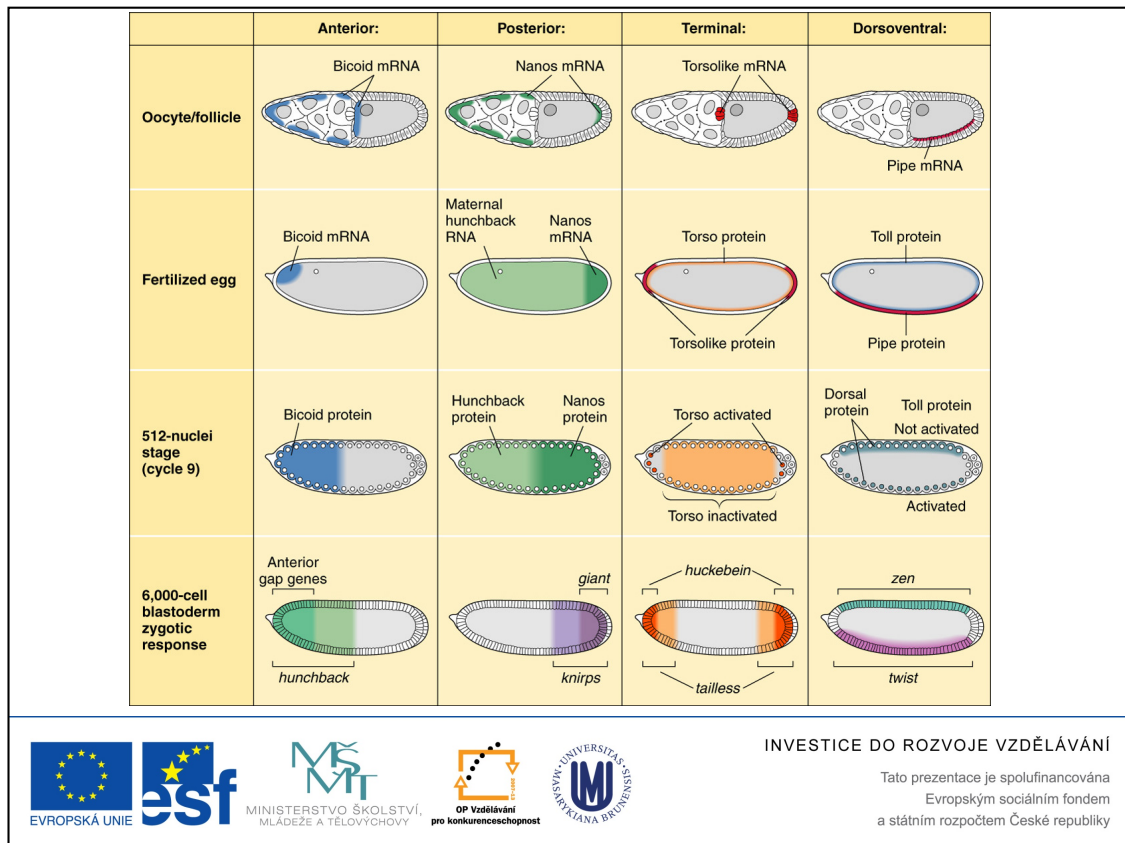 Anterior:
Posterior:
Terminal:
Dorsoventral:
Oocyte/follicle
Bicoid mRNA
Nanos mRNA
Torsolike mRNA
Pipe mRNA
Fertilized egg
Bicoid mRNA
Maternal
hunchback
RNA
Nanos
mRNA
Torso protein
Torsolike protein
Toll protein
Pipe protein
512-nuclei
stage
(cycle 9)
Bicoid protein
Hunchback
protein
Nanos
protein
Torso activated
Torso inactivated
Dorsal
protein
Toll protein
Not activated
Activated
6,000-cell
blastoderm
zygotic
response
Anterior
gap genes
hunchback
giant
knirps
huckebein
tailless
zen
twist
EVROPSKÁ UNIE
esf
MŠMT
MINISTERSTVO ŠKOLSTVÍ,
MLÁDEŽE A TĚLOVÝCHOVY
2007-13
OP Vzdělávání
pro konkurenceschopnost
UNIVERSITAS
MASARYKIANA BRUNENSIS
INVESTICE DO ROZVOJE VZDĚLÁVÁNÍ
Tato prezentace je spolufinancována
Evropským sociálním fondem
a státním rozpočtem České republiky